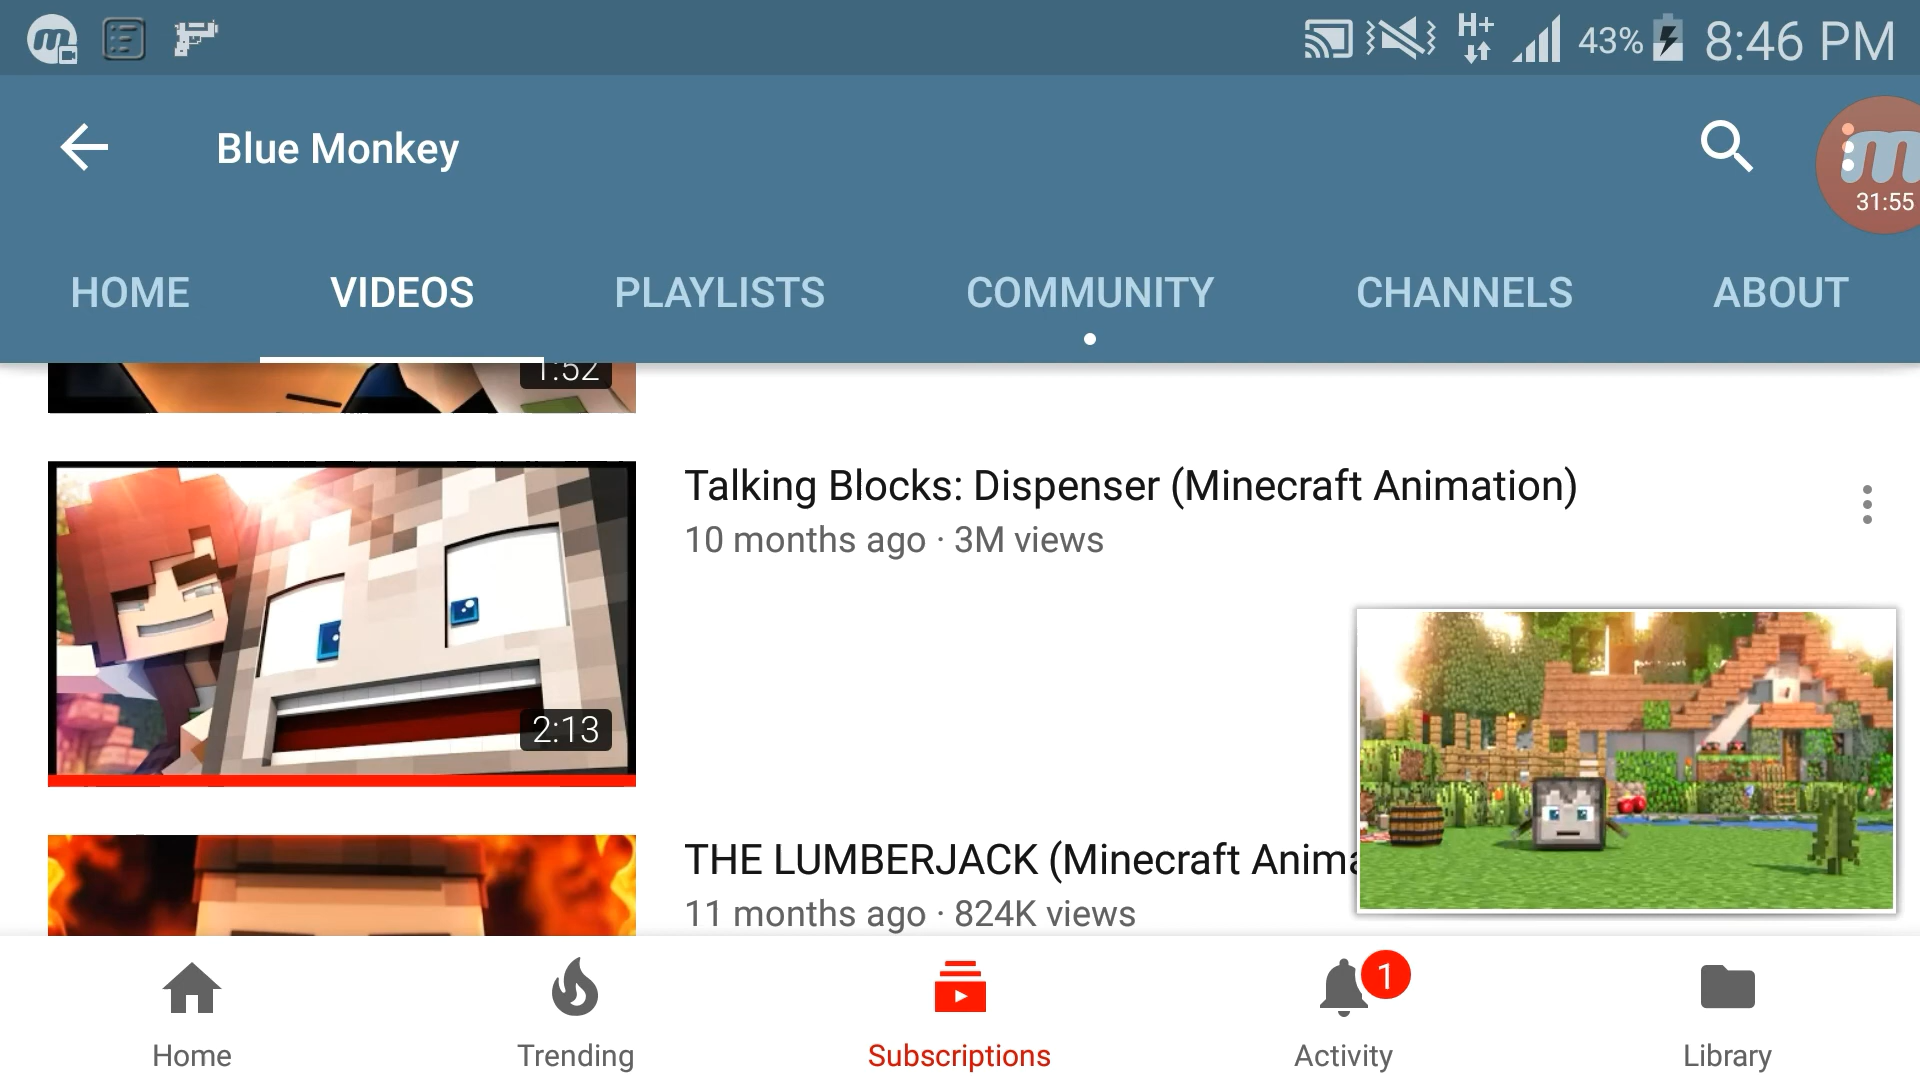 H+
43%
8:46 PM
Blue Monkey
m
31:55
HOME
VIDEOS
PLAYLISTS
COMMUNITY
CHANNELS
ABOUT
1:52
Talking Blocks: Dispenser (Minecraft Animation)
10 months ago · 3M views
2:13
THE LUMBERJACK (Minecraft Anima
11 months ago · 824K views
1
Home
Trending
Subscriptions
Activity
Library